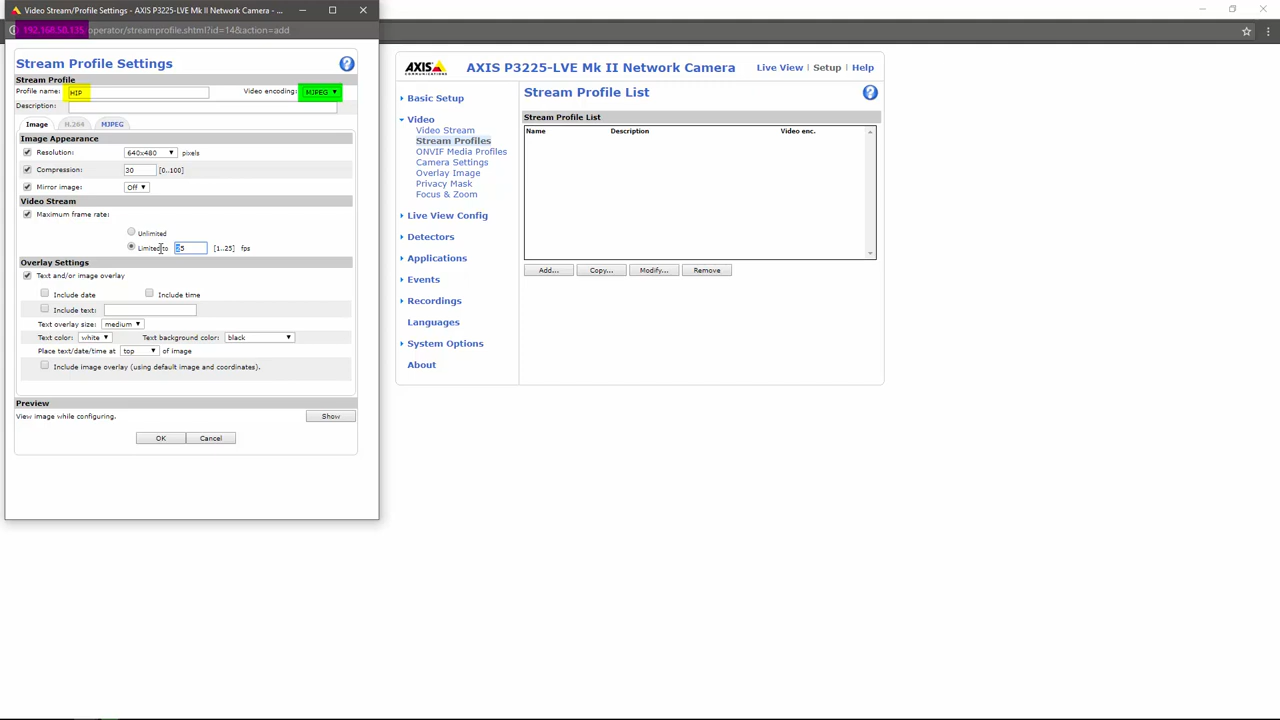 Video Stream/Profile Settings - AXIS P3225-LVE Mk II Network Camera - ...
192.168.50.135/operator/streamprofile.shtml?id=14&action=add
Stream Profile Settings
Stream Profile
Profile name: HIP Video encoding: MJPEG
Description:
Image H.264 MJPEG
Image Appearance
Resolution: 640x480 pixels
Compression: 30 [0..100]
Mirror image: Off
Video Stream
Maximum frame rate:
Unlimited
Limited to 25 [1..25] fps
Overlay Settings
Text and/or image overlay
Include date Include time
Include text:
Text overlay size: medium
Text color: white Text background color: black
Place text/date/time at top of image
Include image overlay (using default image and coordinates).
Preview
View image while configuring. Show
OK Cancel
AXIS COMMUNICATIONS
AXIS P3225-LVE Mk II Network Camera
Live View | Setup | Help
Basic Setup
Video
Video Stream
Stream Profiles
ONVIF Media Profiles
Camera Settings
Overlay Image
Privacy Mask
Focus & Zoom
Live View Config
Detectors
Applications
Events
Recordings
Languages
System Options
About
Stream Profile List
Stream Profile List
Name Description Video enc.
Add... Copy... Modify... Remove